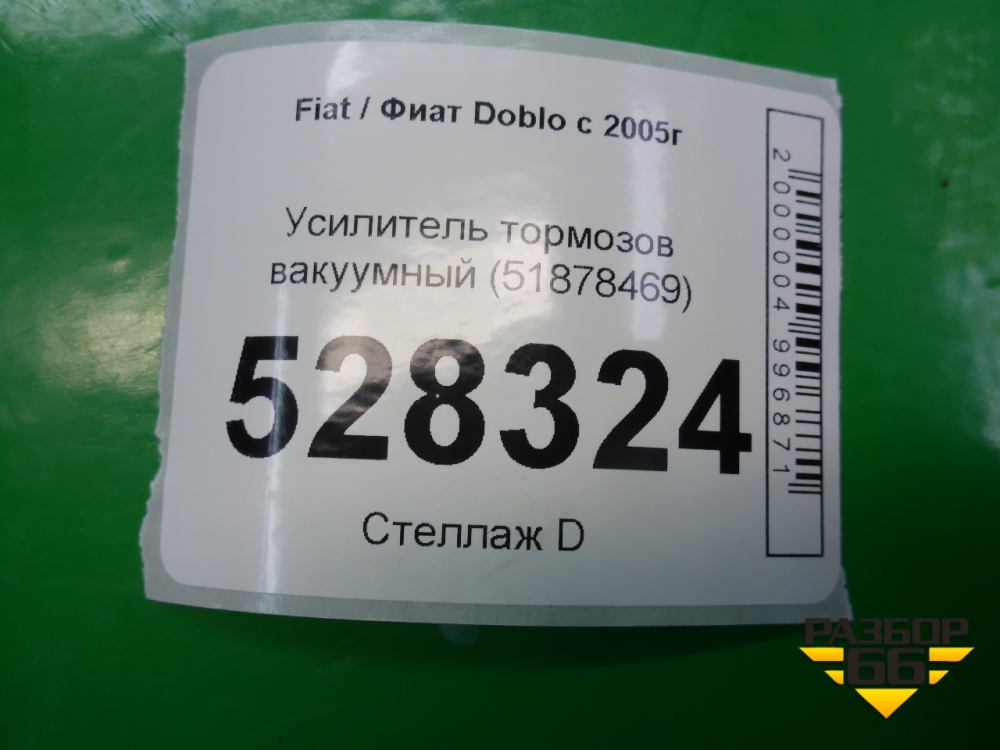 Fiat / Фиат Doblo с 2005г
Усилитель тормозов
вакуумный (51878469)
528324
Стеллаж D
2000004996871
РАЗБОР
66